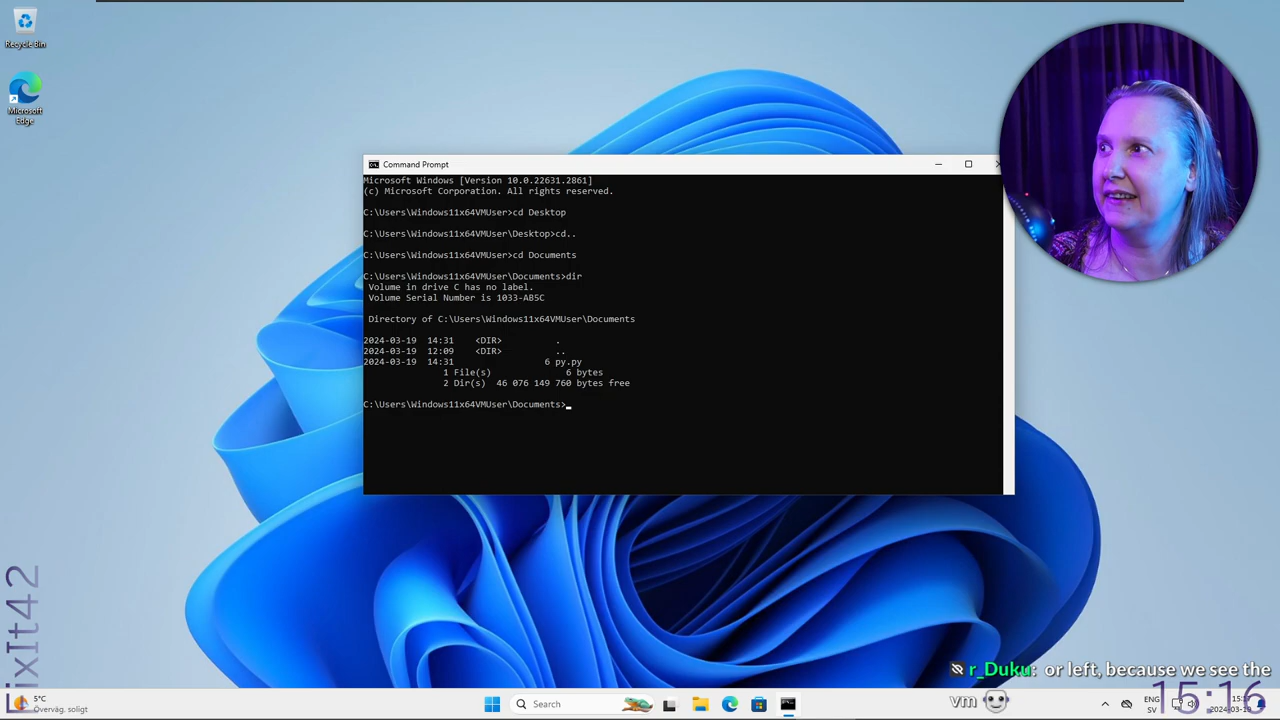 Recycle Bin
Microsoft
Edge
Command Prompt
Microsoft Windows [Version 10.0.22631.2861]
(c) Microsoft Corporation. All rights reserved.
C:\Users\Windows11x64VMUser>cd Desktop
C:\Users\Windows11x64VMUser\Desktop>cd..
C:\Users\Windows11x64VMUser>cd Documents
C:\Users\Windows11x64VMUser\Documents>dir
Volume in drive C has no label.
Volume Serial Number is 1033-AB5C
Directory of C:\Users\Windows11x64VMUser\Documents
2024-03-19 14:31 <DIR> .
2024-03-19 12:09 <DIR> ..
2024-03-19 14:31 6 py.py
1 File(s) 6 bytes
2 Dir(s) 46 076 149 760 bytes free
C:\Users\Windows11x64VMUser\Documents>
r_Duku: or left, because we see the
vm
5°C
Överväg. soligt
Search
ENG
SV
15:16